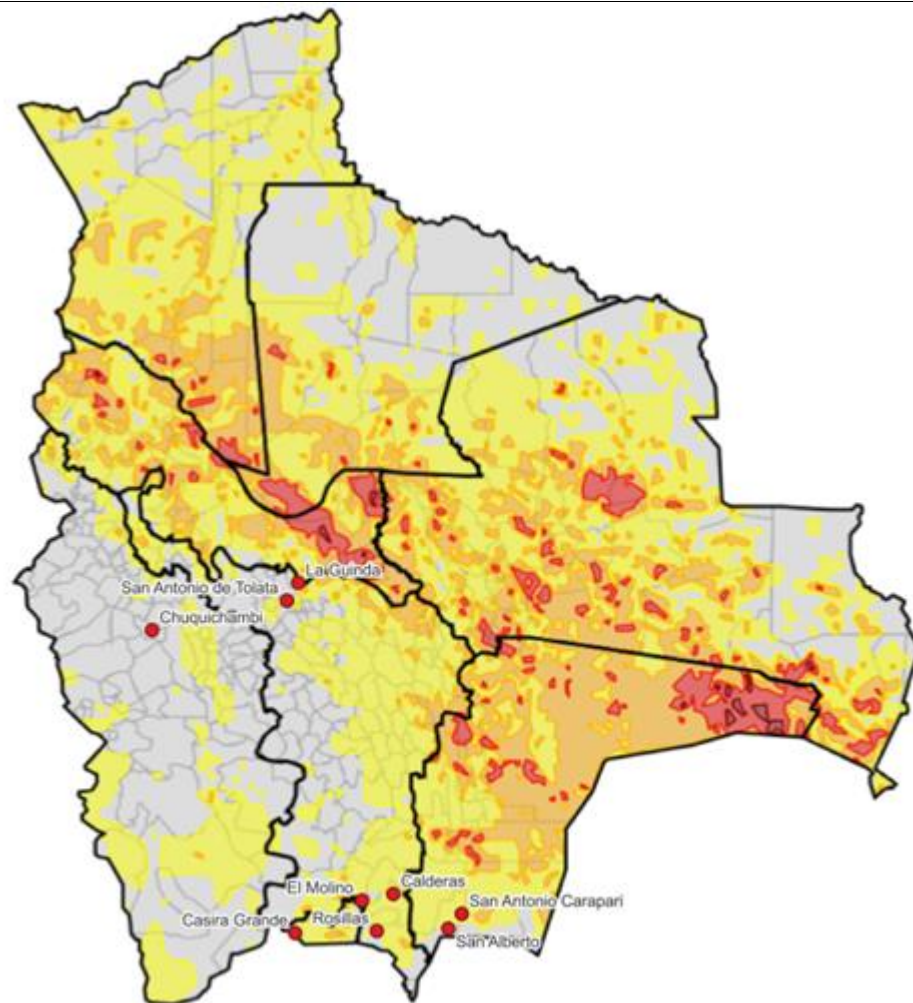 La Guinda
San Antonio de Tolata
Chuquichambi
Calderas
El Molino
San Antonio Carapari
Casira Grande
Rosillas
San Alberto